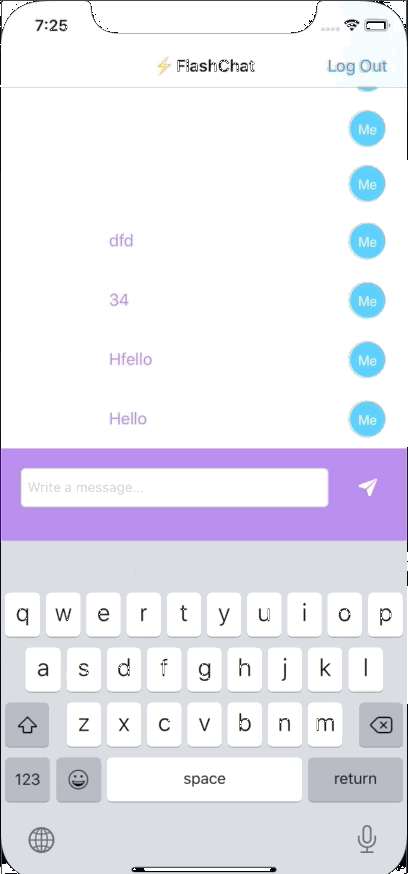 7:25
⚡️ FlashChat Log Out
Me
Me
dfd Me
34 Me
Hfello Me
Hello Me
Write a message...
q w e r t y u i o p
a s d f g h j k l
z x c v b n m
123 space return